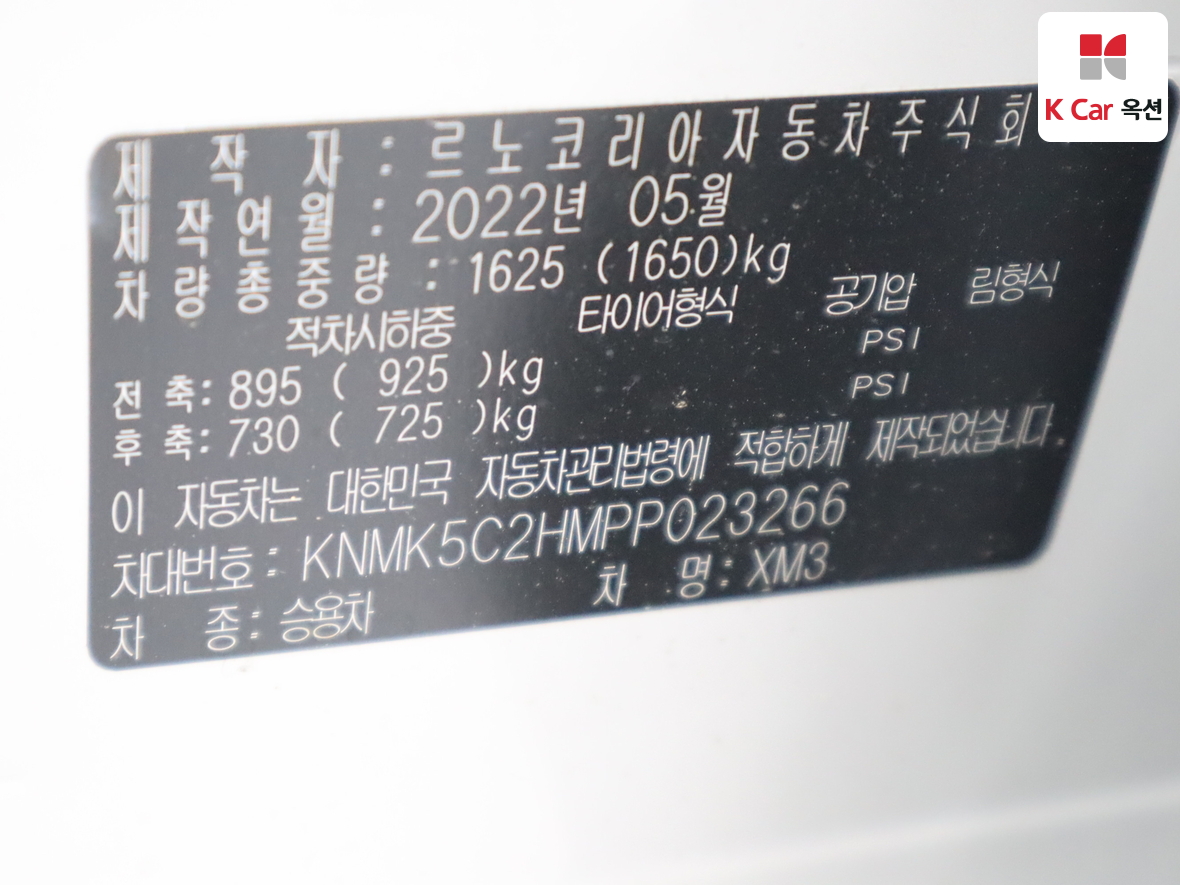 K Car 옥션
제 작 자 : 르노코리아자동차주식회
제작연월 : 2022년 05월
차량총중량 : 1625 (1650)kg
적차시하중 타이어형식 공기압 림형식
전 축: 895 ( 925 )kg PSI
후 축: 730 ( 725 )kg PSI
이 자동차는 대한민국 자동차관리법령에 적합하게 제작되었습니다.
차대번호: KNMK5C2HMPP023266
차 종: 승용차 차 명: XM3